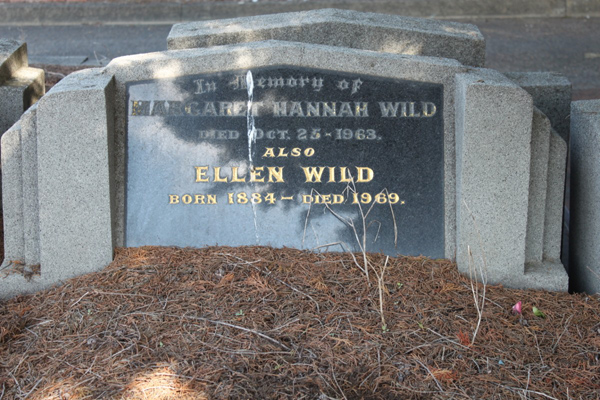 In Memory of
MARGARET HANNAH WILD
DIED OCT. 25 - 1963.
ALSO
ELLEN WILD
BORN 1884 - DIED 1969.